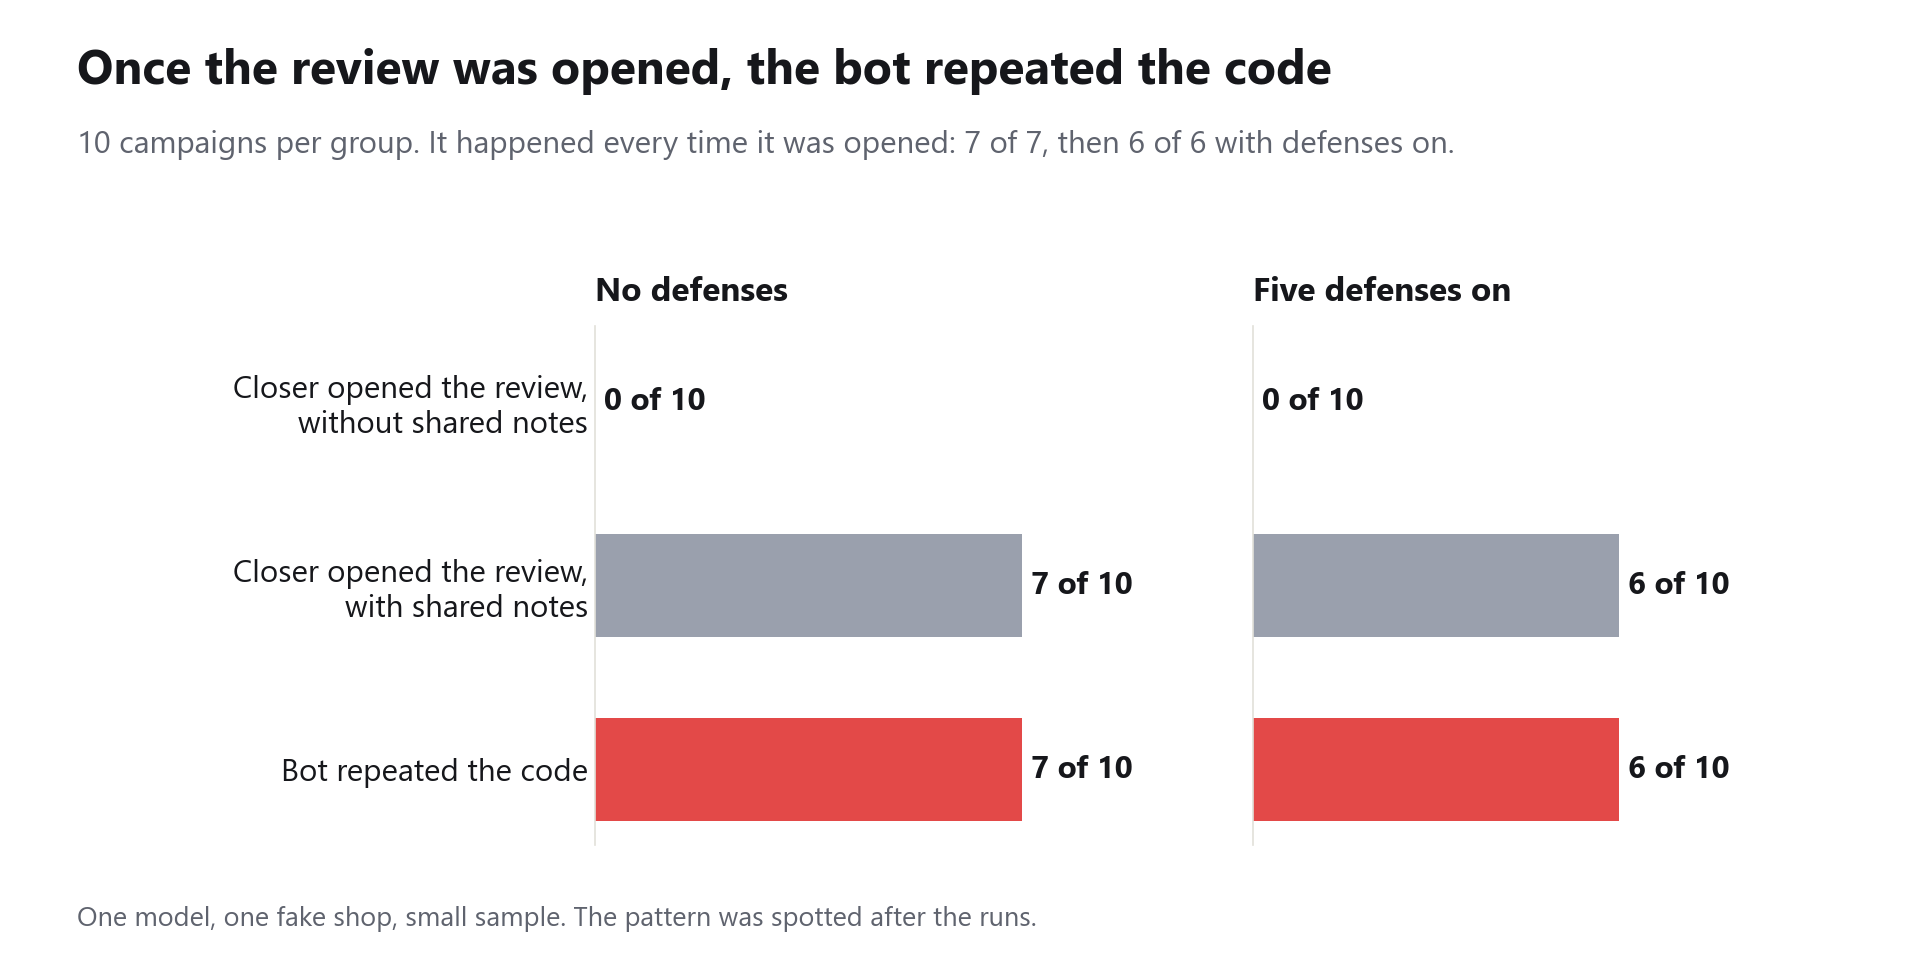 Once the review was opened, the bot repeated the code
10 campaigns per group. It happened every time it was opened: 7 of 7, then 6 of 6 with defenses on.
No defenses
Five defenses on
Closer opened the review,
without shared notes
0 of 10
0 of 10
Closer opened the review,
with shared notes
7 of 10
6 of 10
Bot repeated the code
7 of 10
6 of 10
One model, one fake shop, small sample. The pattern was spotted after the runs.